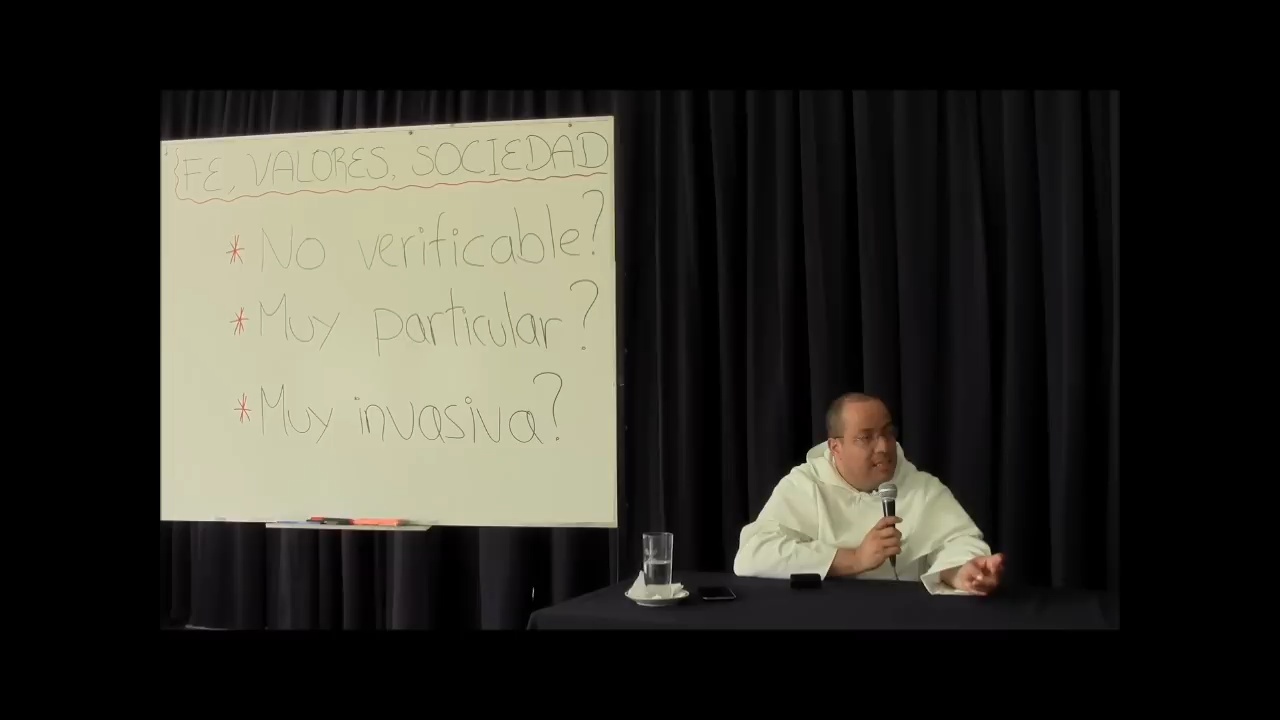 FE, VALORES, SOCIEDAD
* No verificable?
* Muy particular?
* Muy invasiva?